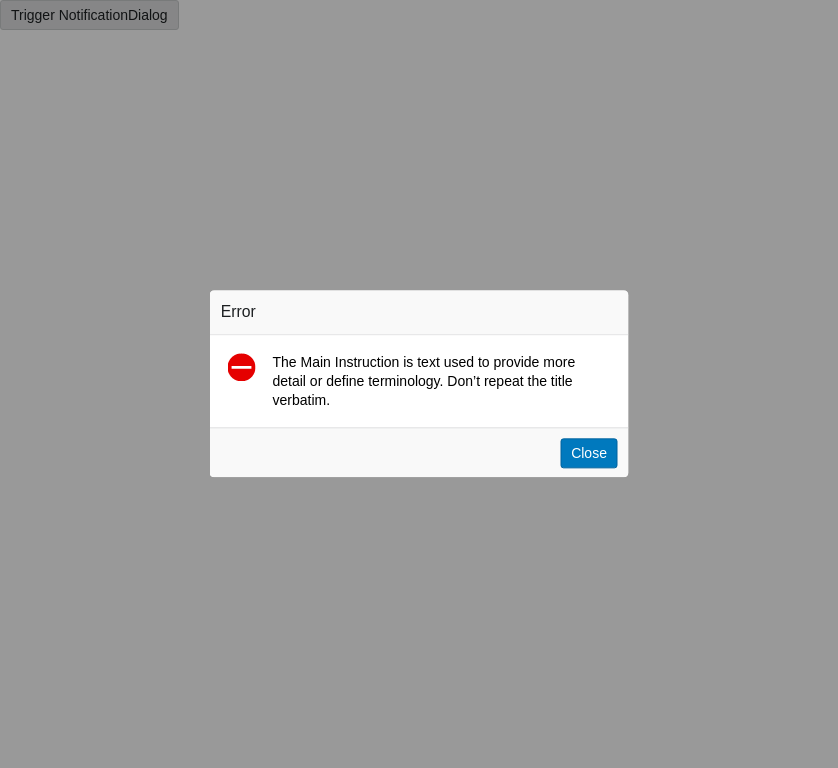 Trigger NotificationDialog
Error
The Main Instruction is text used to provide more
detail or define terminology. Don’t repeat the title
verbatim.
Close